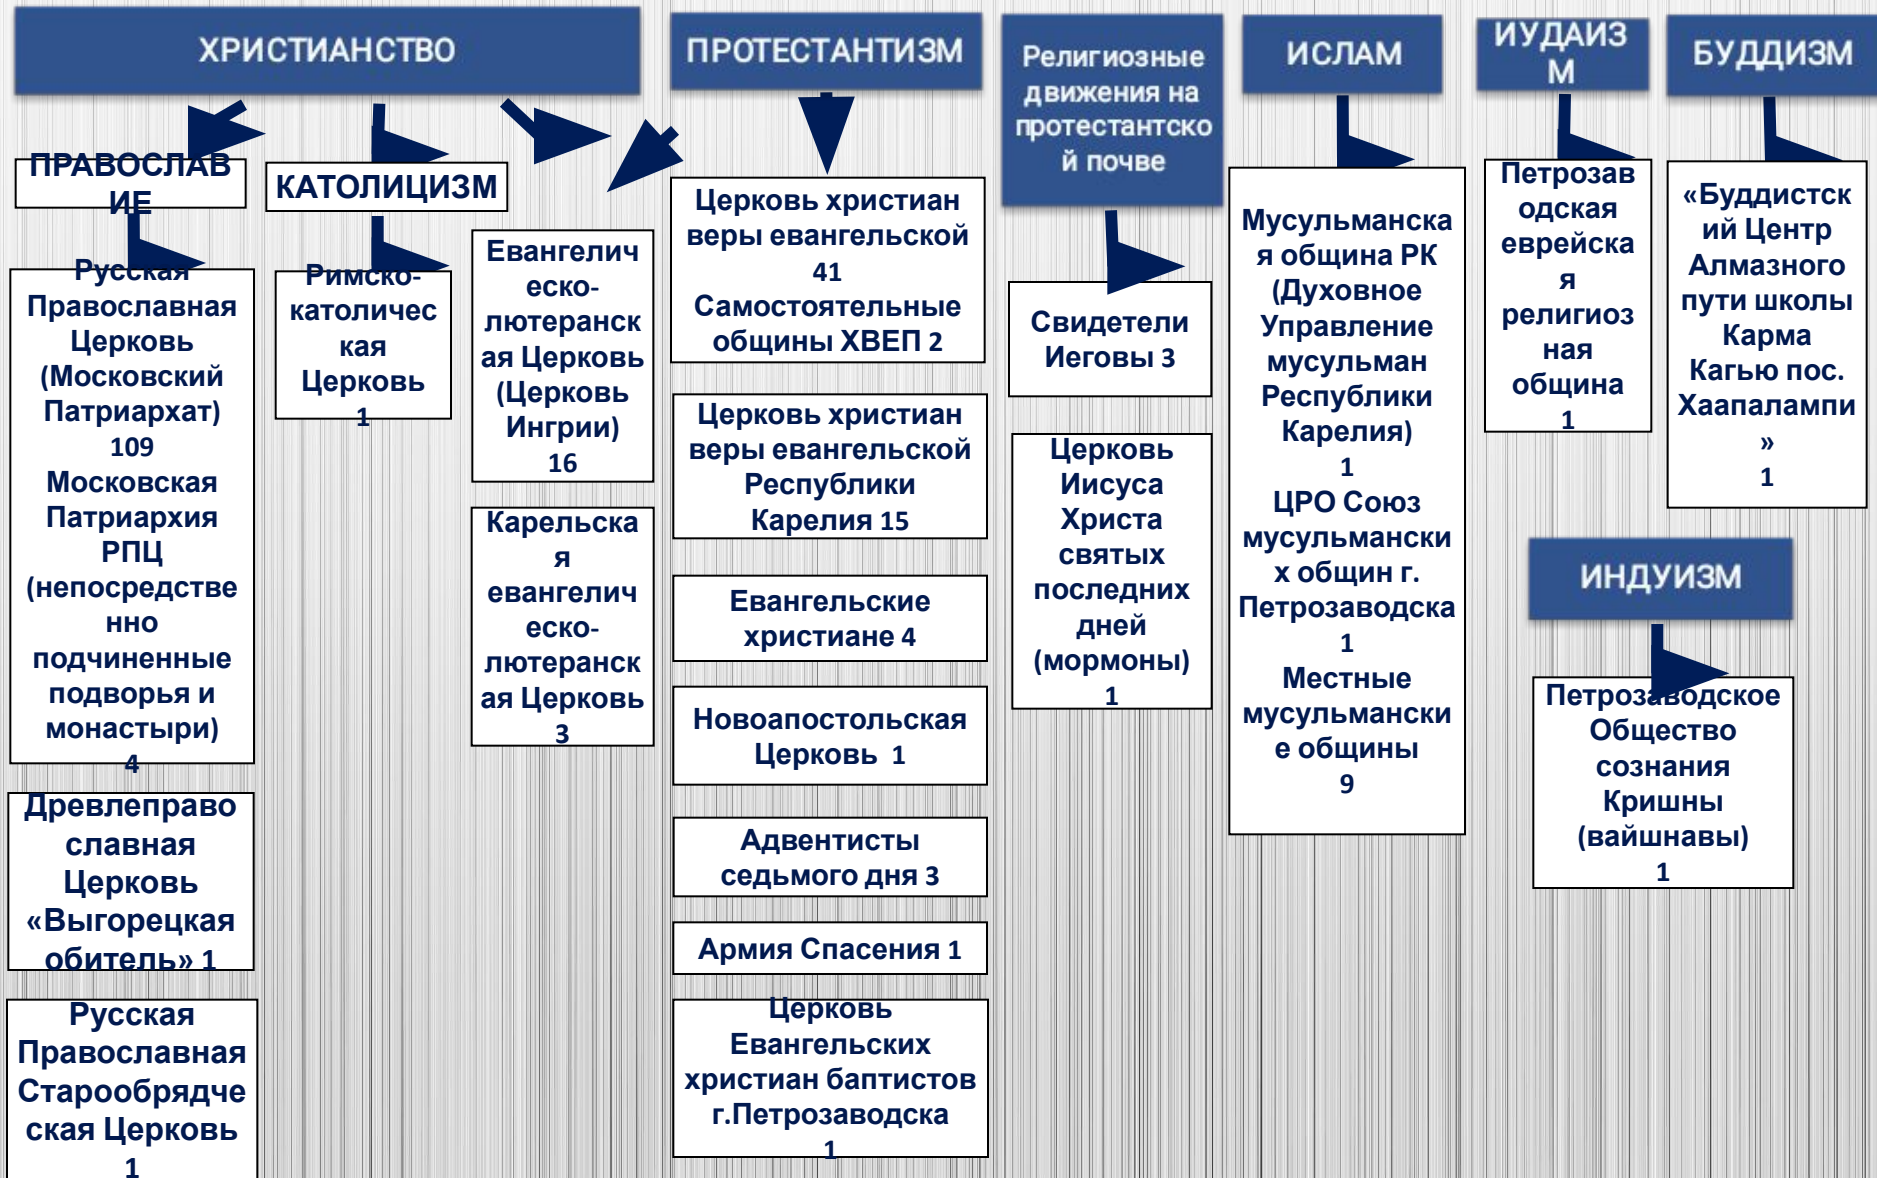 ХРИСТИАНСТВО
ПРАВОСЛАВ
ИЕ
Русская
Православная
Церковь
(Московский
Патриархат)
109
Московская
Патриархия
РПЦ
(непосредстве
нно
подчиненные
подворья и
монастыри)
4
Древлеправо
славная
Церковь
«Выгорецкая
обитель» 1
Русская
Православная
Старообрядче
ская Церковь
1
КАТОЛИЦИЗМ
Римско-
католичес
кая
Церковь
1
Евангелич
еско-
лютеранск
ая Церковь
(Церковь
Ингрии)
16
Карельска
я
евангелич
еско-
лютеранск
ая Церковь
3
ПРОТЕСТАНТИЗМ
Церковь христиан
веры евангельской
41
Самостоятельные
общины ХВЕП 2
Церковь христиан
веры евангельской
Республики
Карелия 15
Евангельские
христиане 4
Новоапостольская
Церковь 1
Адвентисты
седьмого дня 3
Армия Спасения 1
Церковь
Евангельских
христиан баптистов
г.Петрозаводска
1
Религиозные
движения на
протестантско
й почве
Свидетели
Иеговы 3
Церковь
Иисуса
Христа
святых
последних
дней
(мормоны)
1
ИСЛАМ
Мусульманска
я община РК
(Духовное
Управление
мусульман
Республики
Карелия)
1
ЦРО Союз
мусульмански
х общин г.
Петрозаводска
1
Местные
мусульмански
е общины
9
ИУДАИЗ
М
Петрозав
одская
еврейска
я
религиоз
ная
община
1
БУДДИЗМ
«Буддистск
ий Центр
Алмазного
пути школы
Карма
Кагью пос.
Хаапалампи
»
1
ИНДУИЗМ
Петрозаводское
Общество
сознания
Кришны
(вайшнавы)
1